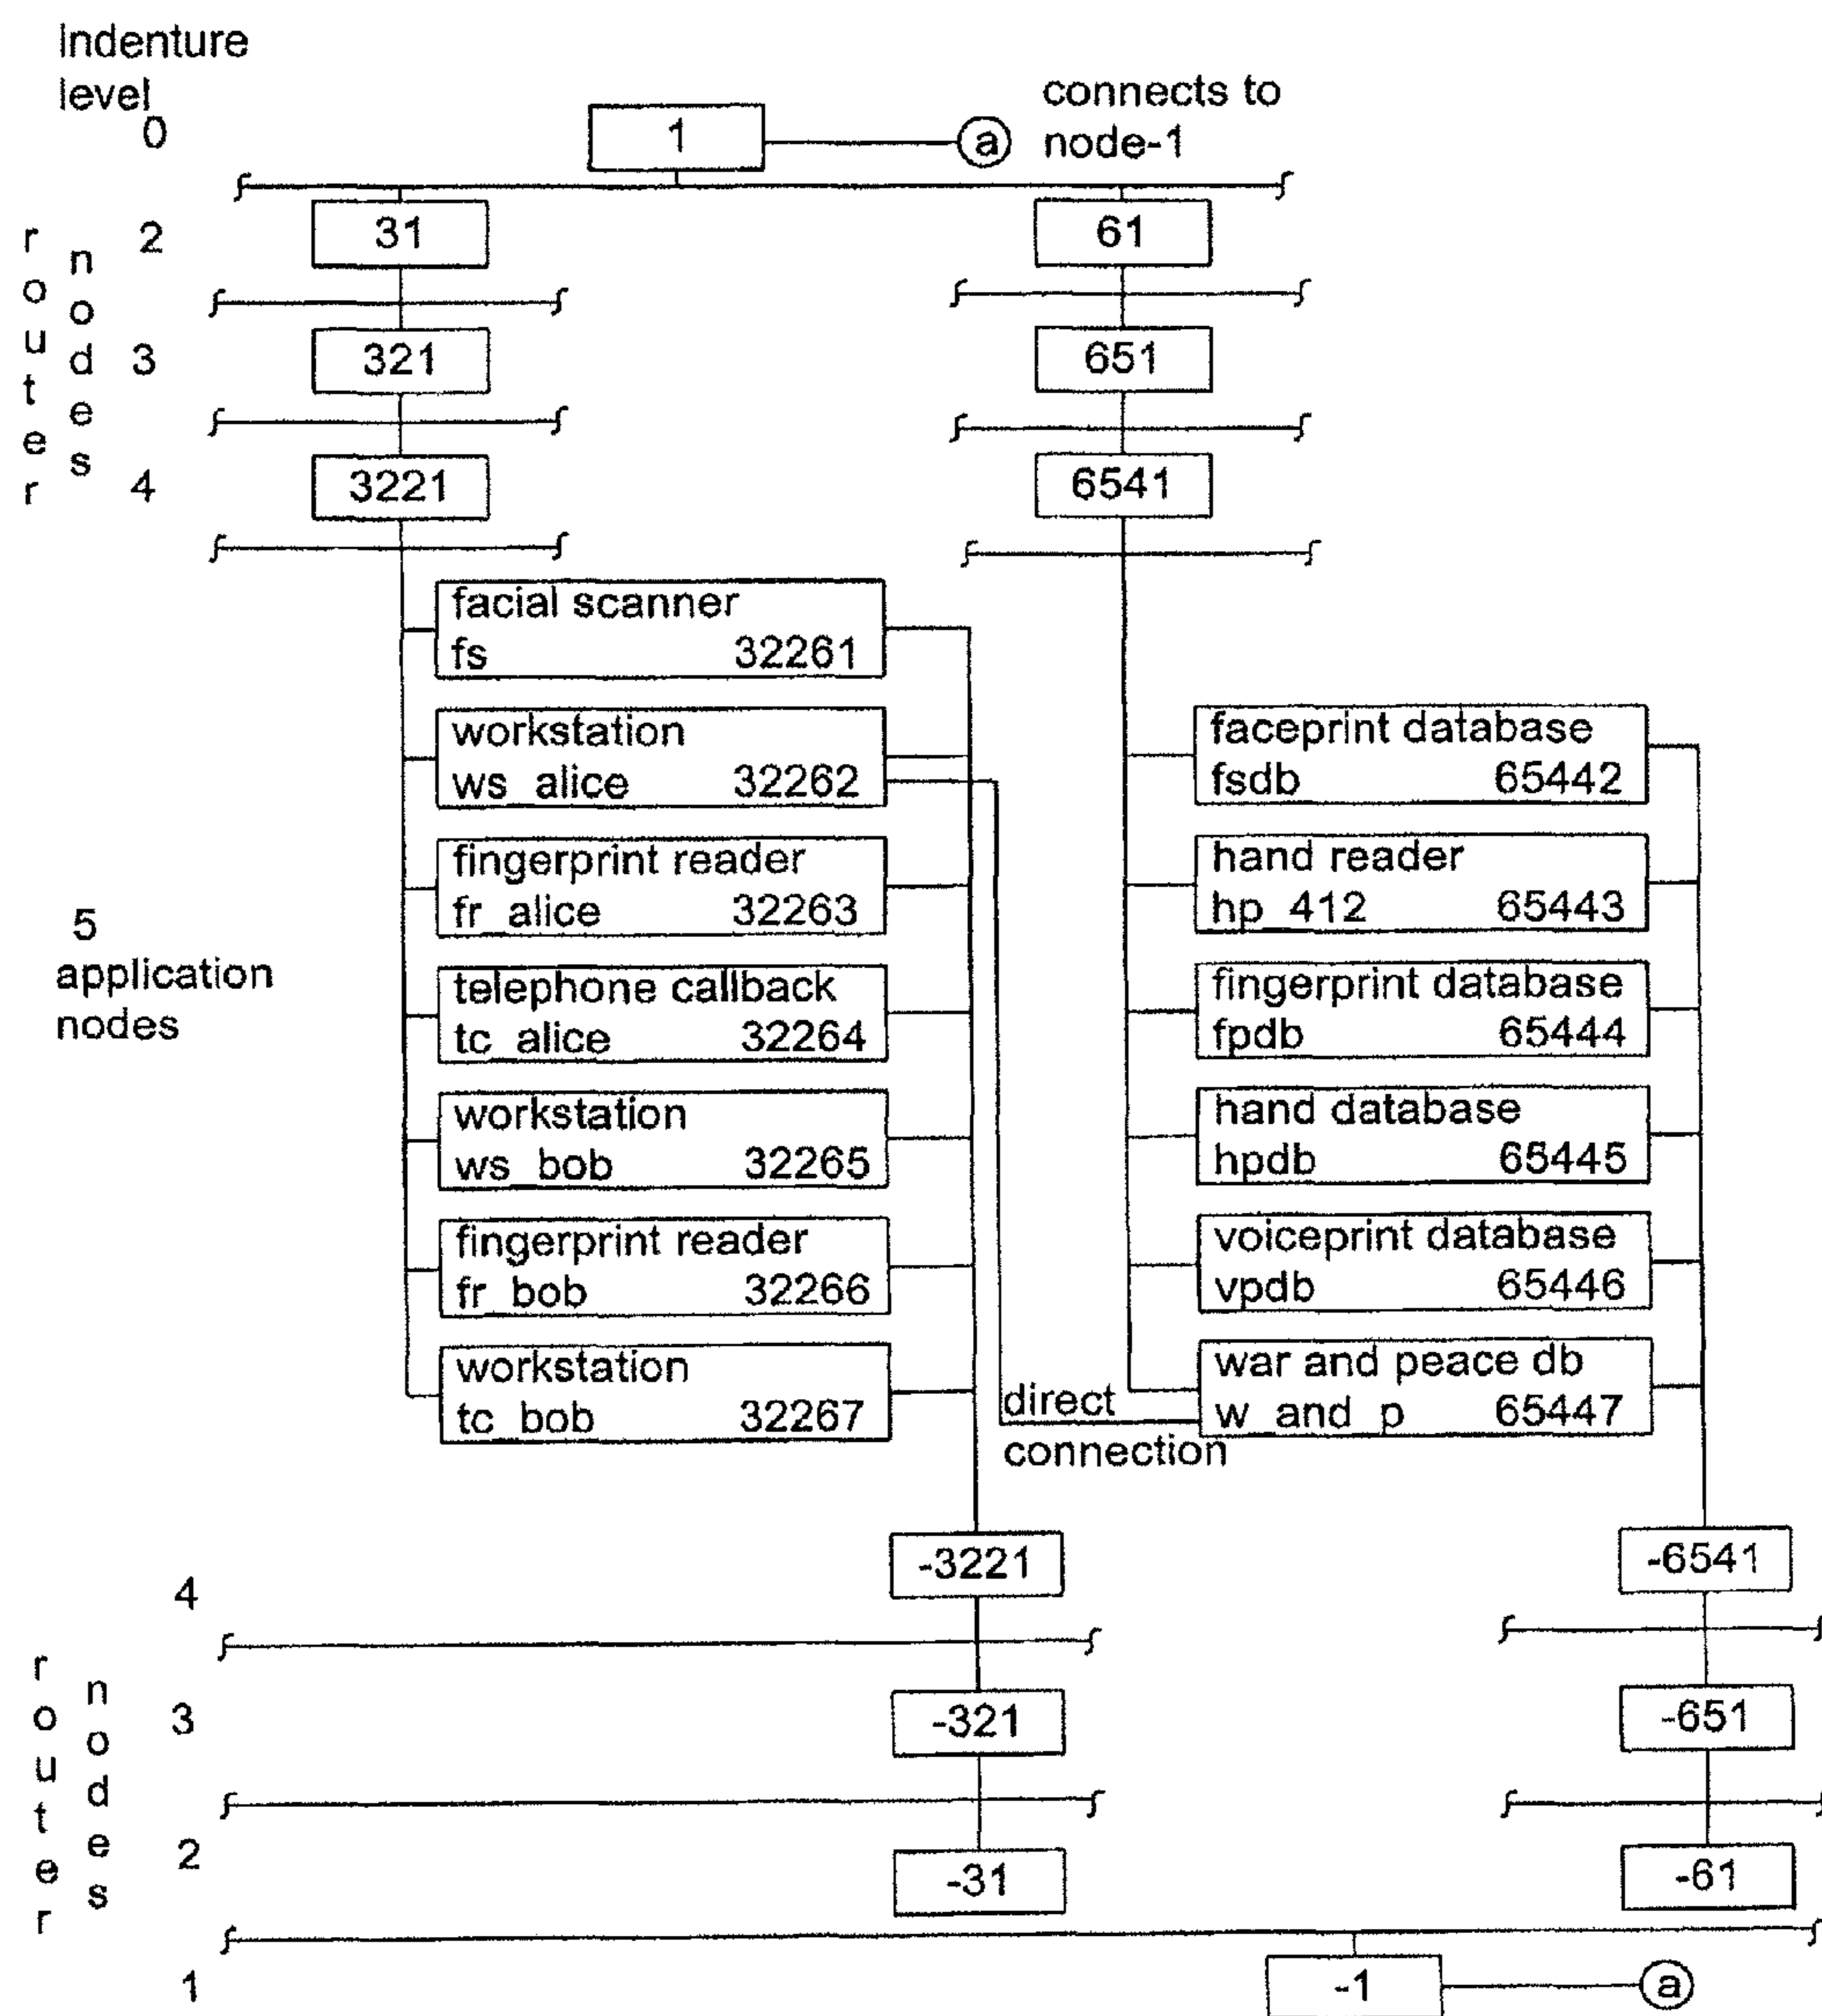 Indenture
level
0
1
a
connects to
node-1
router
nodes
2
31
61
3
321
651
4
3221
6541
5
application
nodes
facial scanner
fs 32261
workstation
ws_alice 32262
fingerprint reader
fr_alice 32263
telephone callback
tc_alice 32264
workstation
ws_bob 32265
fingerprint reader
fr_bob 32266
workstation
tc_bob 32267
faceprint database
fsdb 65442
hand reader
hp_412 65443
fingerprint database
fpdb 65444
hand database
hpdb 65445
voiceprint database
vpdb 65446
war and peace db
w_and_p 65447
direct
connection
router
nodes
4
-3221
-6541
3
-321
-651
2
-31
-61
1
-1
a